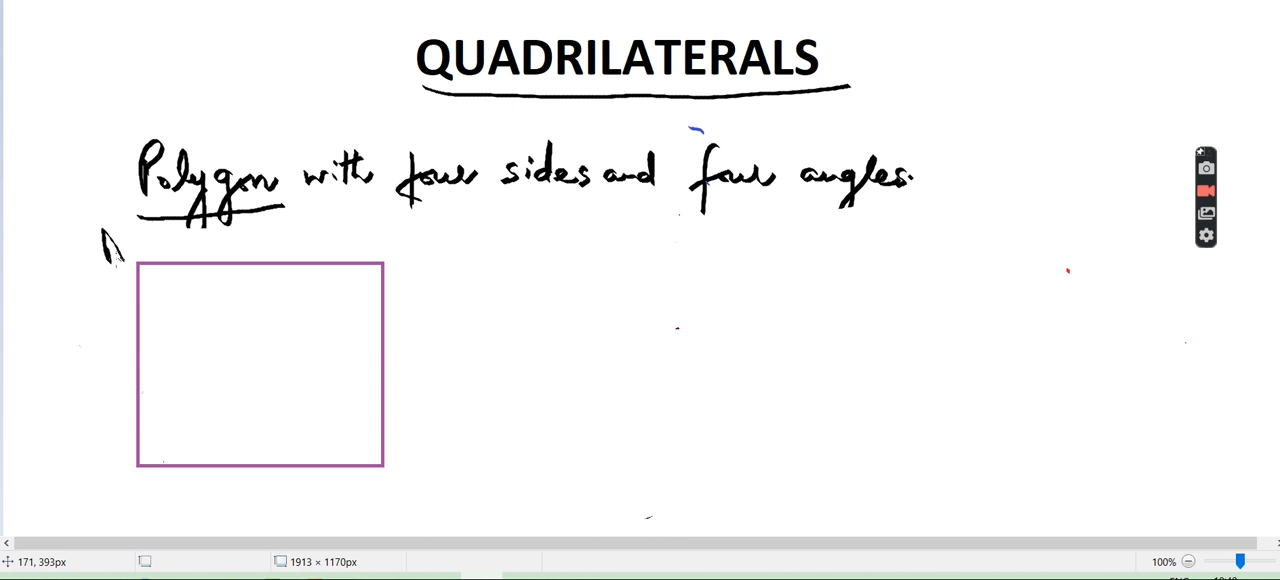 QUADRILATERALS
Polygon with four sides and four angles.
171, 393px
1913 × 1170px
100%